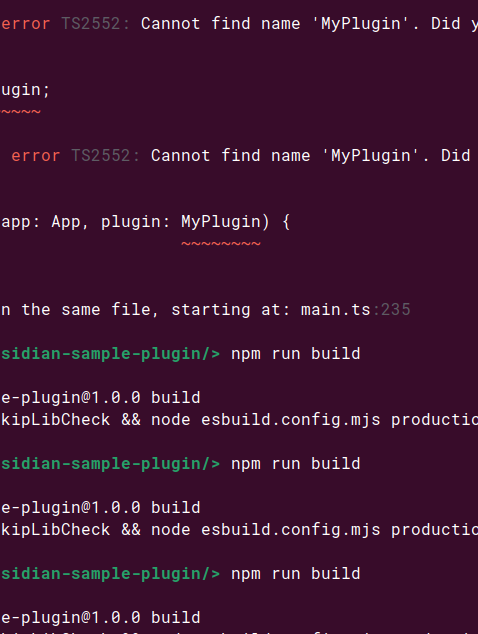 error TS2552: Cannot find name 'MyPlugin'. Did y
ugin;
~~~~
error TS2552: Cannot find name 'MyPlugin'. Did
app: App, plugin: MyPlugin) {
~~~~~~~~
n the same file, starting at: main.ts:235
sidian-sample-plugin/> npm run build
e-plugin@1.0.0 build
kipLibCheck && node esbuild.config.mjs productio
sidian-sample-plugin/> npm run build
e-plugin@1.0.0 build
kipLibCheck && node esbuild.config.mjs productio
sidian-sample-plugin/> npm run build
e-plugin@1.0.0 build